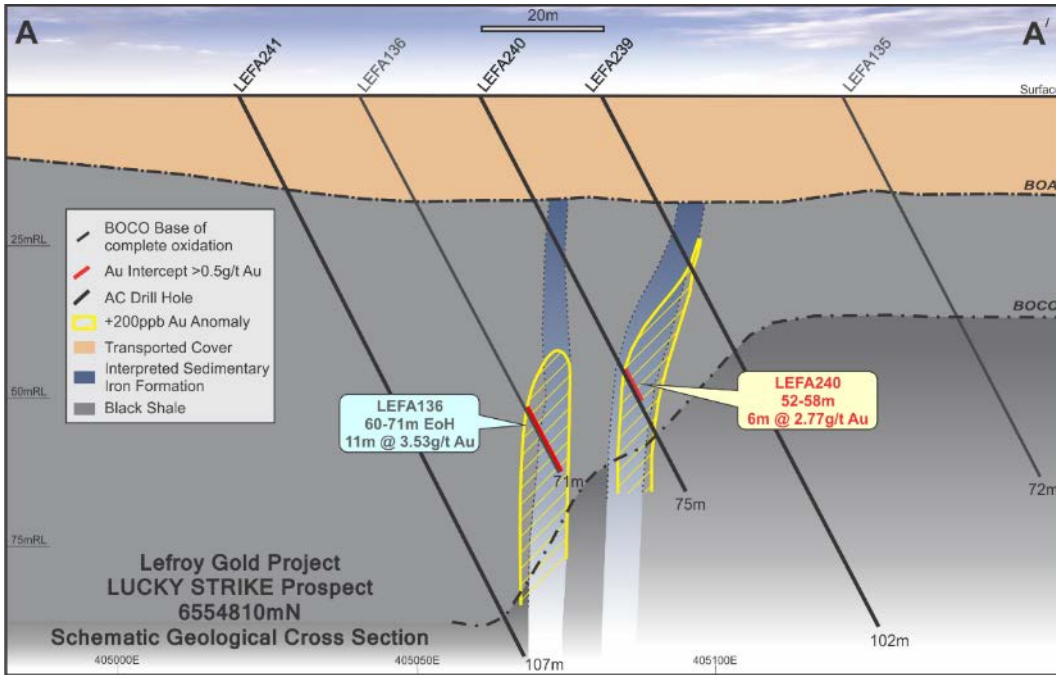 A
20m
A'
LEFA241
LEFA136
LEFA240
LEFA239
LEFA135
Surface
BOA
BOCO Base of
complete oxidation
Au Intercept >0.5g/t Au
AC Drill Hole
+200ppb Au Anomaly
Transported Cover
Interpreted Sedimentary
Iron Formation
Black Shale
25mRL
BOCO
50mRL
LEFA136
60-71m EoH
11m @ 3.53g/t Au
LEFA240
52-58m
6m @ 2.77g/t Au
71m
75m
72m
75mRL
Lefroy Gold Project
LUCKY STRIKE Prospect
6554810mN
Schematic Geological Cross Section
102m
107m
405000E
405050E
405100E